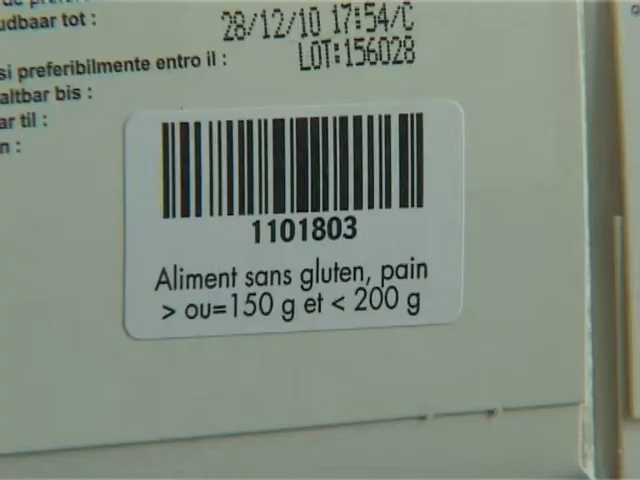 udbaar tot :
28/12/10 17:54/C
LOT:156028
si preferibilmente entro il :
altbar bis :
ar til :
n :
1101803
Aliment sans gluten, pain
> ou=150 g et < 200 g